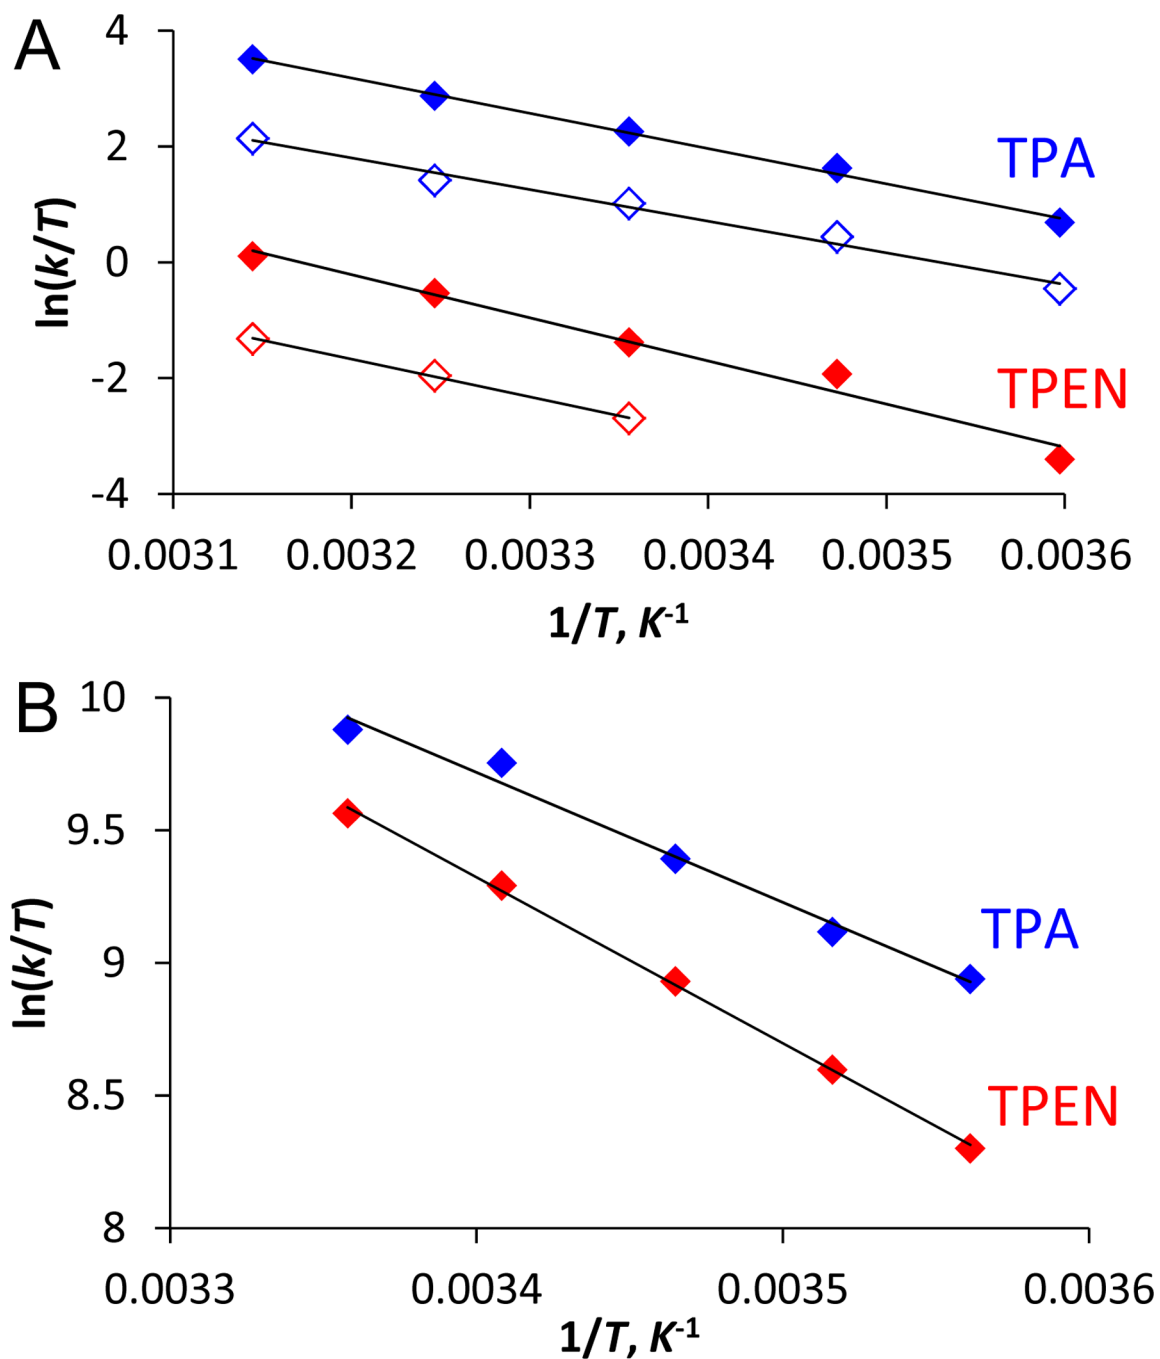 A
4
2
0
-2
-4
ln(k/T)
TPA
TPEN
0.0031 0.0032 0.0033 0.0034 0.0035 0.0036
1/T, K-1
B
10
9.5
9
8.5
8
ln(k/T)
TPA
TPEN
0.0033 0.0034 0.0035 0.0036
1/T, K-1